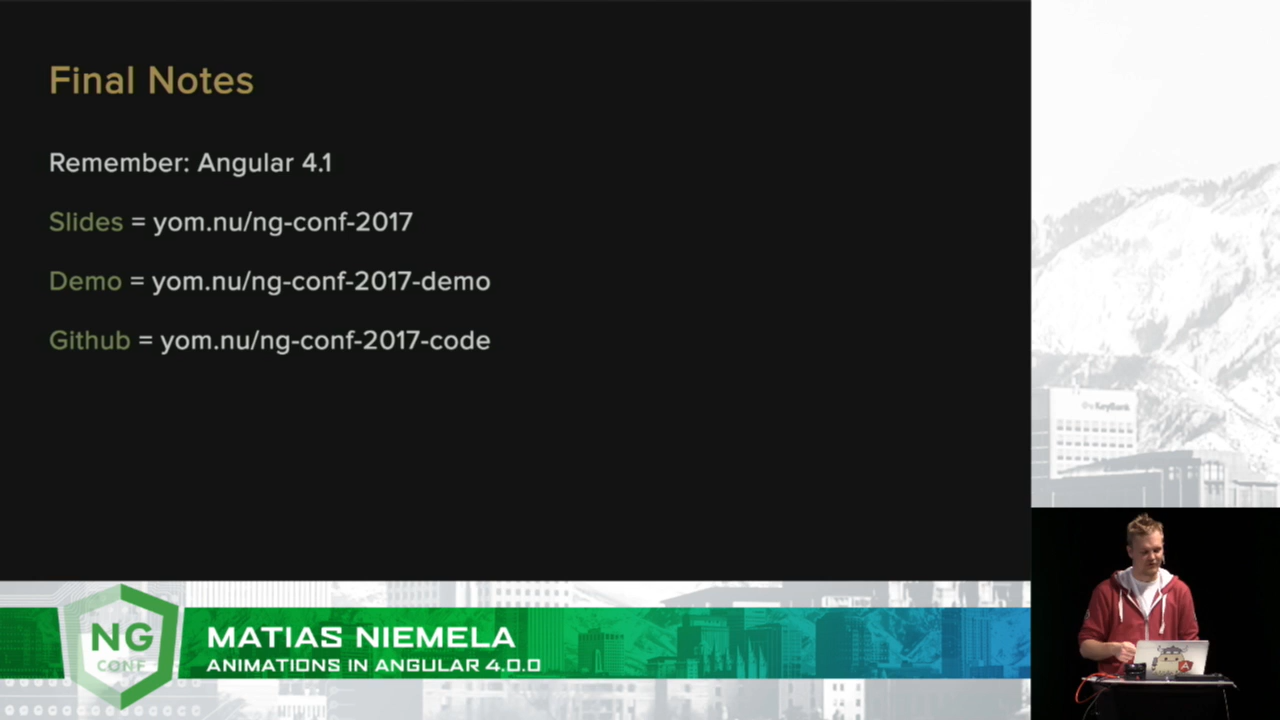 Final Notes
Remember: Angular 4.1
Slides = yom.nu/ng-conf-2017
Demo = yom.nu/ng-conf-2017-demo
Github = yom.nu/ng-conf-2017-code
KeyBank
NG
CONF
MATIAS NIEMELA
ANIMATIONS IN ANGULAR 4.0.0